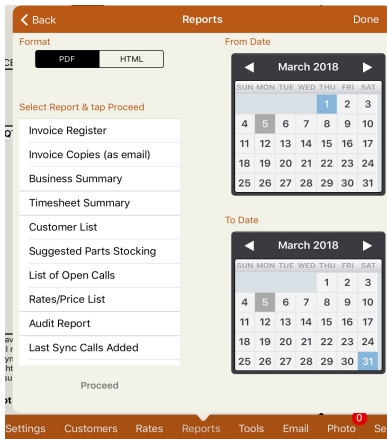 Back
Reports
Done
Format
PDF HTML
Select Report & tap Proceed
Invoice Register
Invoice Copies (as email)
Business Summary
Timesheet Summary
Customer List
Suggested Parts Stocking
List of Open Calls
Rates/Price List
Audit Report
Last Sync Calls Added
Proceed
From Date
March 2018
SUN MON TUE WED THU FRI SAT
1 2 3
4 5 6 7 8 9 10
11 12 13 14 15 16 17
18 19 20 21 22 23 24
25 26 27 28 29 30 31
To Date
March 2018
SUN MON TUE WED THU FRI SAT
1 2 3
4 5 6 7 8 9 10
11 12 13 14 15 16 17
18 19 20 21 22 23 24
25 26 27 28 29 30 31
0
Settings Customers Rates Reports Tools Email Photo Se